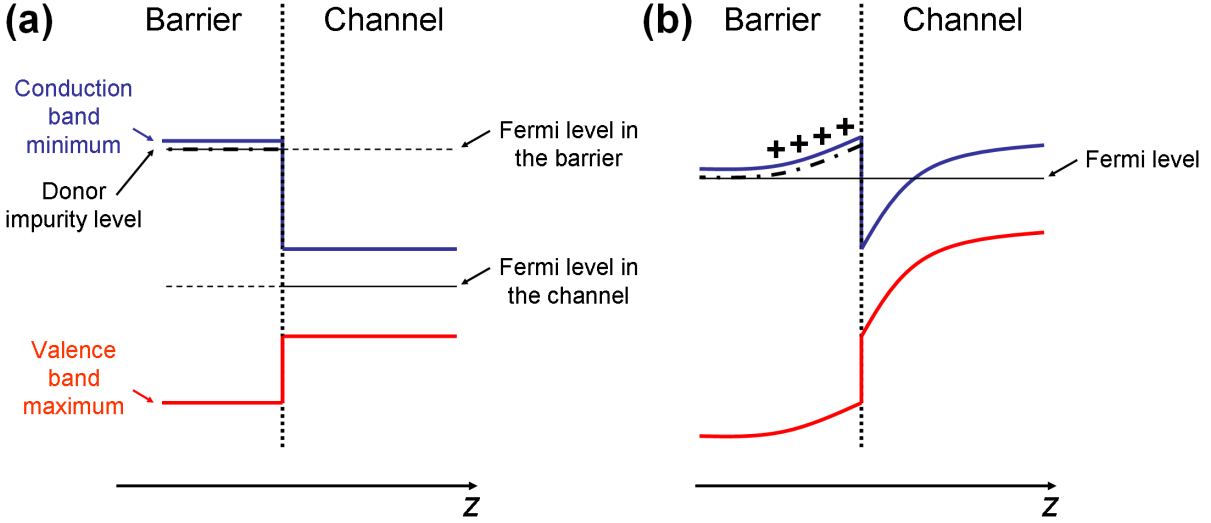 (a)
Barrier
Channel
Conduction
band
minimum
Donor
impurity level
Valence
band
maximum
Fermi level in
the barrier
Fermi level in
the channel
z
(b)
Barrier
Channel
+ + + +
Fermi level
z